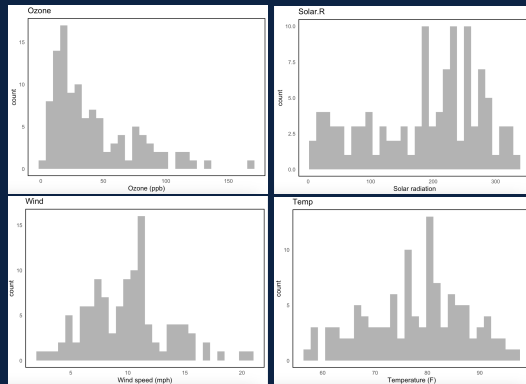 Ozone
15
10
5
0
count
0
50
100
150
Ozone (ppb)
Solar.R
10.0
7.5
5.0
2.5
0.0
count
0
100
200
300
Solar radiation
Wind
15
10
5
0
count
5
10
15
20
Wind speed (mph)
Temp
10
5
0
count
60
70
80
90
Temperature (F)